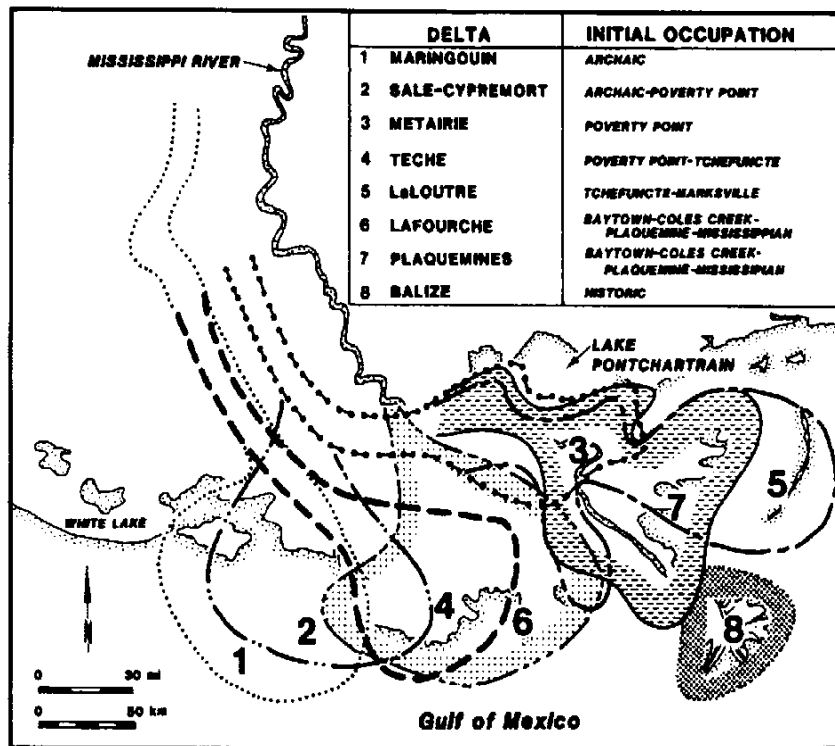 DELTA INITIAL OCCUPATION
1 MARINGOUIN ARCHAIC
2 SALE-CYPREMORT ARCHAIC-POVERTY POINT
3 METAIRIE POVERTY POINT
4 TECHE POVERTY POINT-TCHEFUNCTE
5 LaLOUTRE TCHEFUNCTE-MARKSVILLE
6 LAFOURCHE BAYTOWN-COLES CREEK-
PLAQUEMINE-MISSISSIPPIAN
7 PLAQUEMINES BAYTOWN-COLES CREEK-
PLAQUEMINE-MISSISSIPIAN
8 BALIZE HISTORIC
MISSISSIPPI RIVER
LAKE
PONTCHARTRAIN
3
5
7
WHITE LAKE
4
6
2
8
1
0 30 mi
0 50 km
Gulf of Mexico